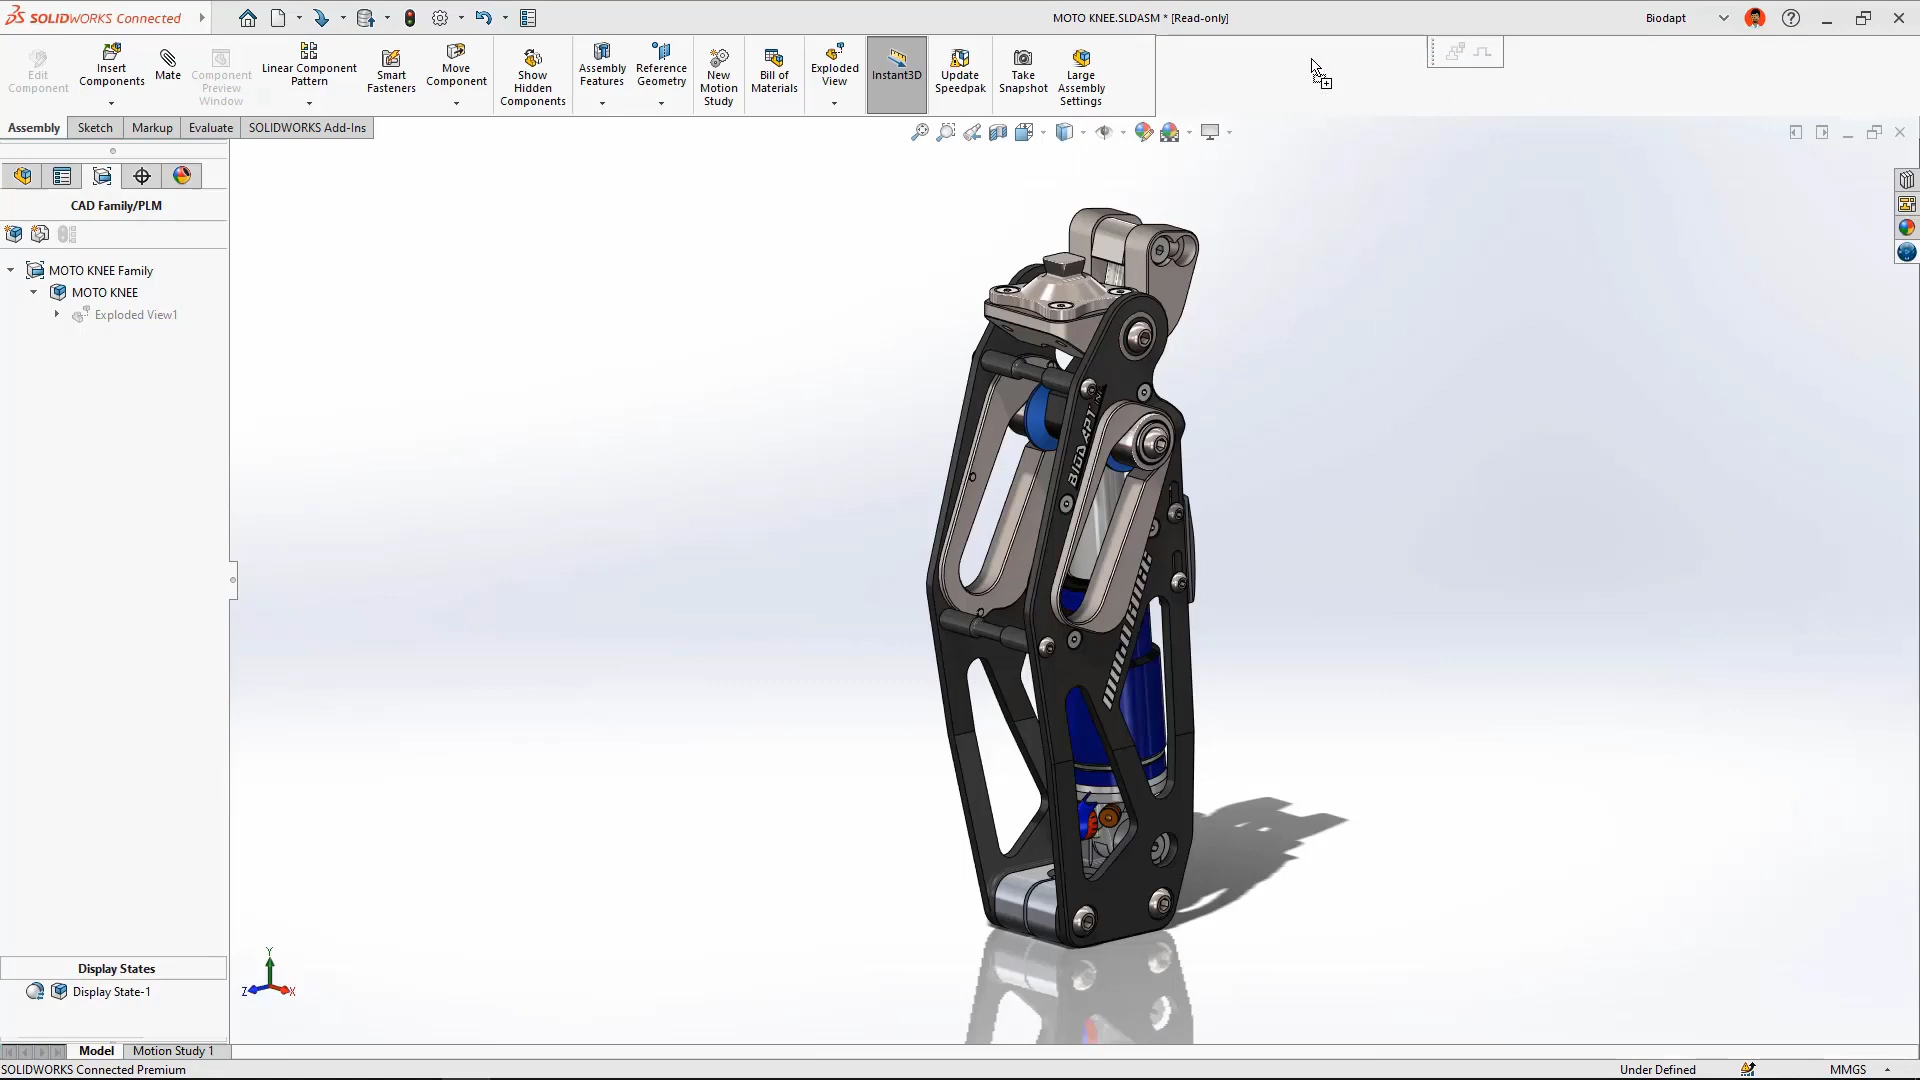 SOLIDWORKS Connected
MOTO KNEE.SLDASM * [Read-only]
Biodapt
Edit
Component
Insert
Components
Mate
Component
Preview
Window
Linear Component
Pattern
Smart
Fasteners
Move
Component
Show
Hidden
Components
Assembly
Features
Reference
Geometry
New
Motion
Study
Bill of
Materials
Exploded
View
Instant3D
Update
Speedpak
Take
Snapshot
Large
Assembly
Settings
Assembly
Sketch
Markup
Evaluate
SOLIDWORKS Add-Ins
CAD Family/PLM
MOTO KNEE Family
MOTO KNEE
Exploded View1
BIODAPT
Display States
Display State-1
Y
Z
X
Model
Motion Study 1
SOLIDWORKS Connected Premium
Under Defined
MMGS